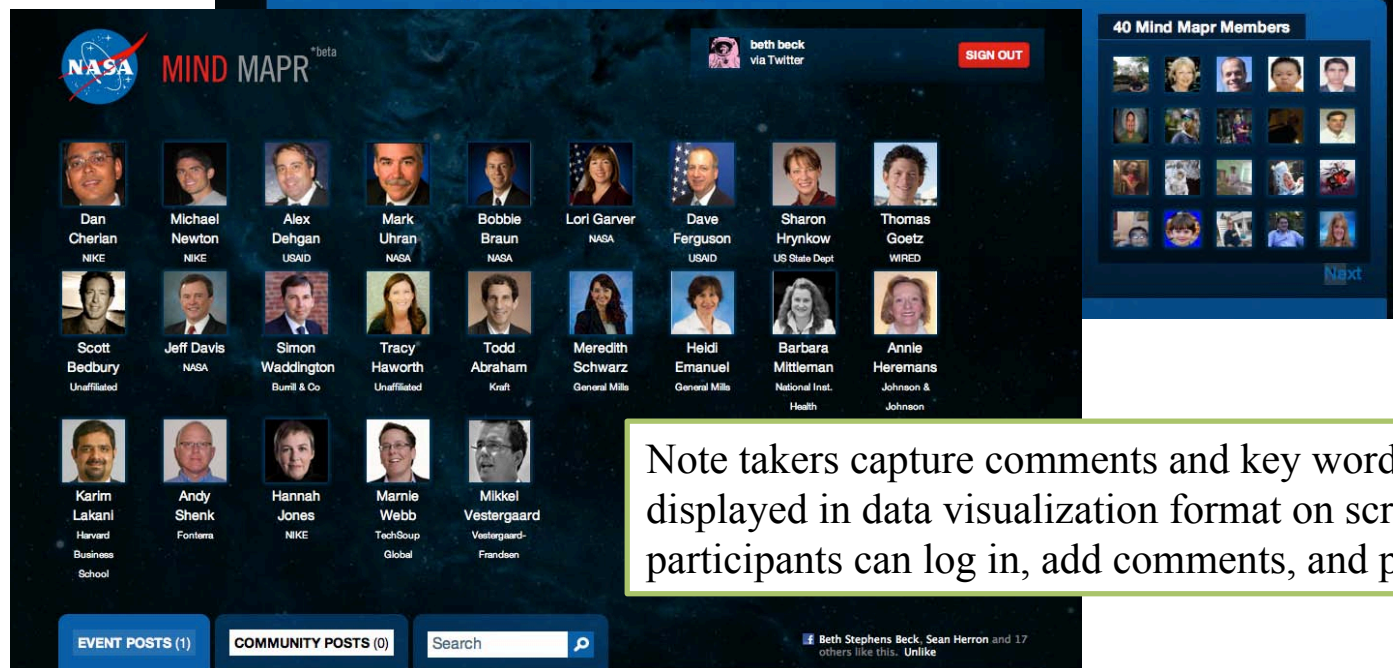 NASA
MIND MAPR *beta
beth beck
via Twitter
SIGN OUT
40 Mind Mapr Members
Next
Dan
Cherian
NIKE
Michael
Newton
NIKE
Alex
Dehgan
USAID
Mark
Uhran
NASA
Bobbie
Braun
NASA
Lori Garver
NASA
Dave
Ferguson
USAID
Sharon
Hrynkow
US State Dept
Thomas
Goetz
WIRED
Scott
Bedbury
Unaffiliated
Jeff Davis
NASA
Simon
Waddington
Burrill & Co
Tracy
Haworth
Unaffiliated
Todd
Abraham
Kraft
Meredith
Schwarz
General Mills
Heidi
Emanuel
General Mills
Barbara
Mittleman
National Inst.
Health
Annie
Heremans
Johnson &
Johnson
Karim
Lakani
Harvard
Business
School
Andy
Shenk
Fonterra
Hannah
Jones
NIKE
Marnie
Webb
TechSoup
Global
Mikkel
Vestergaard
Vestergaard-
Frandsen
Note takers capture comments and key word
displayed in data visualization format on scr
participants can log in, add comments, and p
EVENT POSTS (1)
COMMUNITY POSTS (0)
Search
Beth Stephens Beck, Sean Herron and 17
others like this. Unlike